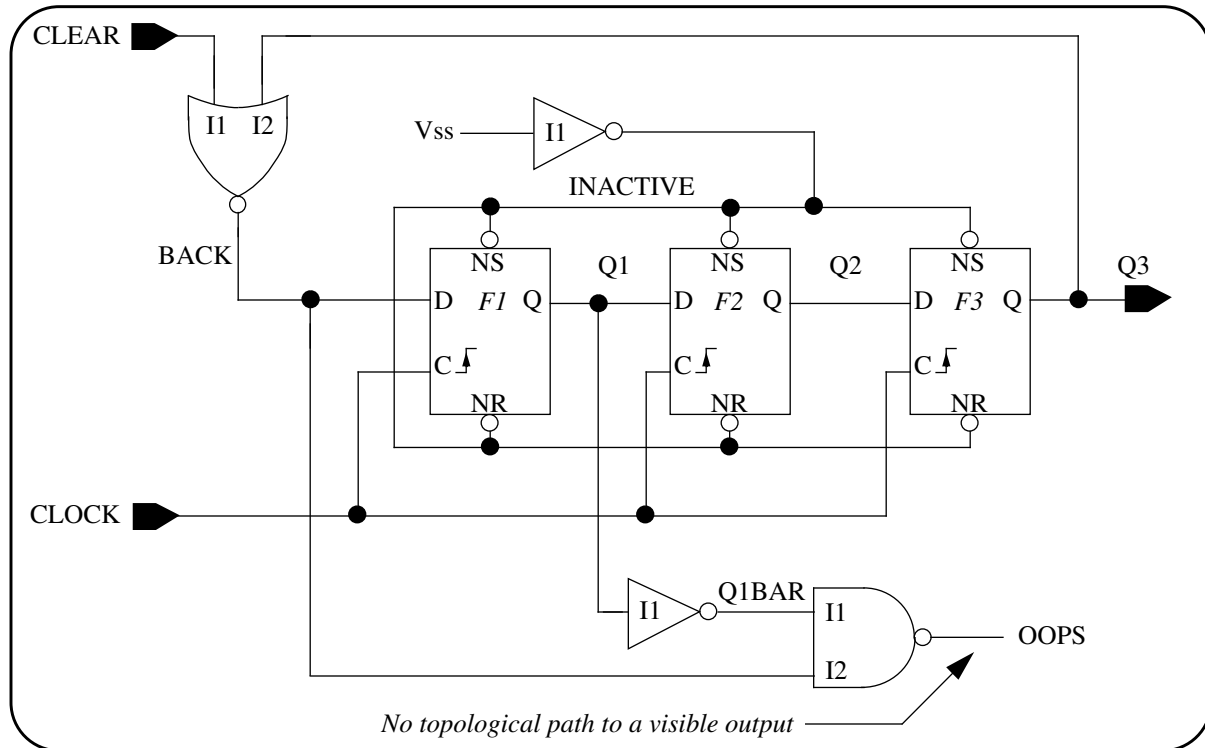 CLEAR
I1 I2
Vss
I1
INACTIVE
BACK
NS
Q1
NS
Q2
NS
Q3
D F1 Q
D F2 Q
D F3 Q
C
C
C
NR
NR
NR
CLOCK
I1
Q1BAR
I1
I2
OOPS
No topological path to a visible output